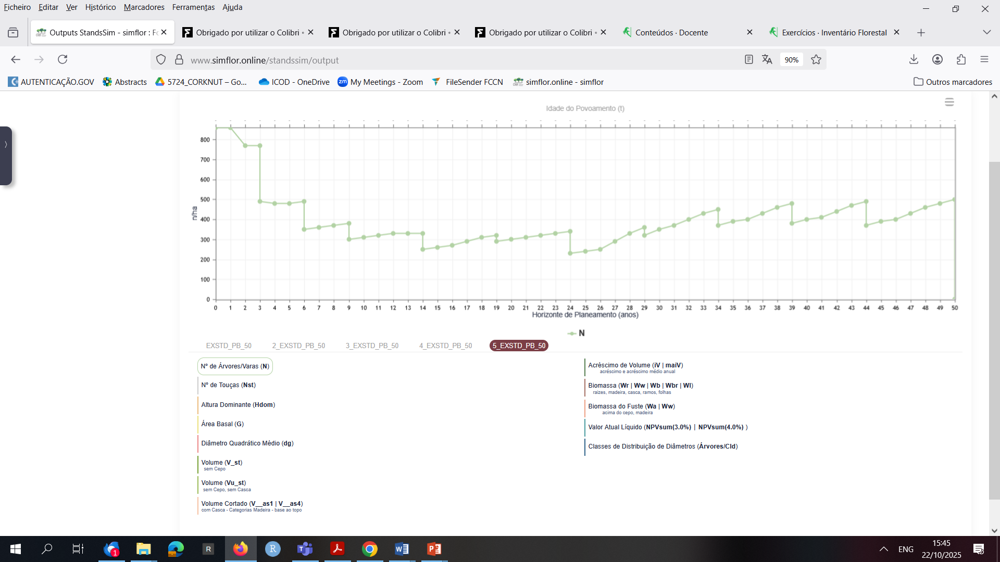 Ficheiro Editar Ver Histórico Marcadores Ferramentas Ajuda
Outputs StandsSim - simflor : Fo
Obrigado por utilizar o Colibri •
Obrigado por utilizar o Colibri •
Obrigado por utilizar o Colibri •
Conteúdos · Docente
Exercícios · Inventário Florestal
www.simflor.online/standssim/output
90%
AUTENTICAÇÃO.GOV
Abstracts
5724_CORKNUT – Go...
ICOD - OneDrive
zm My Meetings - Zoom
FileSender FCCN
simflor.online - simflor
Outros marcadores
Idade do Povoamento (t)
800
700
600
500
400
300
200
100
0
n/ha
0 1 2 3 4 5 6 7 8 9 10 11 12 13 14 15 16 17 18 19 20 21 22 23 24 25 26 27 28 29 30 31 32 33 34 35 36 37 38 39 40 41 42 43 44 45 46 47 48 49 50
Horizonte de Planeamento (anos)
N
EXSTD_PB_50 2_EXSTD_PB_50 3_EXSTD_PB_50 4_EXSTD_PB_50 5_EXSTD_PB_50
Nº de Árvores/Varas (N)
Nº de Touças (Nst)
Altura Dominante (Hdom)
Área Basal (G)
Diâmetro Quadrático Médio (dg)
Volume (V_st)
sem Cepo
Volume (Vu_st)
sem Cepo, sem Casca
Volume Cortado (V__as1 | V__as4)
com Casca - Categorias Madeira - base ao topo
Acréscimo de Volume (iV | maiV)
acréscimo e acréscimo médio anual
Biomassa (Wr | Ww | Wb | Wbr | Wl)
raizes, madeira, casca, ramos, folhas
Biomassa do Fuste (Wa | Ww)
acima do cepo, madeira
Valor Atual Líquido (NPVsum(3.0%) | NPVsum(4.0%) )
Classes de Distribuição de Diâmetros (Árvores/Cld)
1
R
R
ENG
15:45
22/10/2025